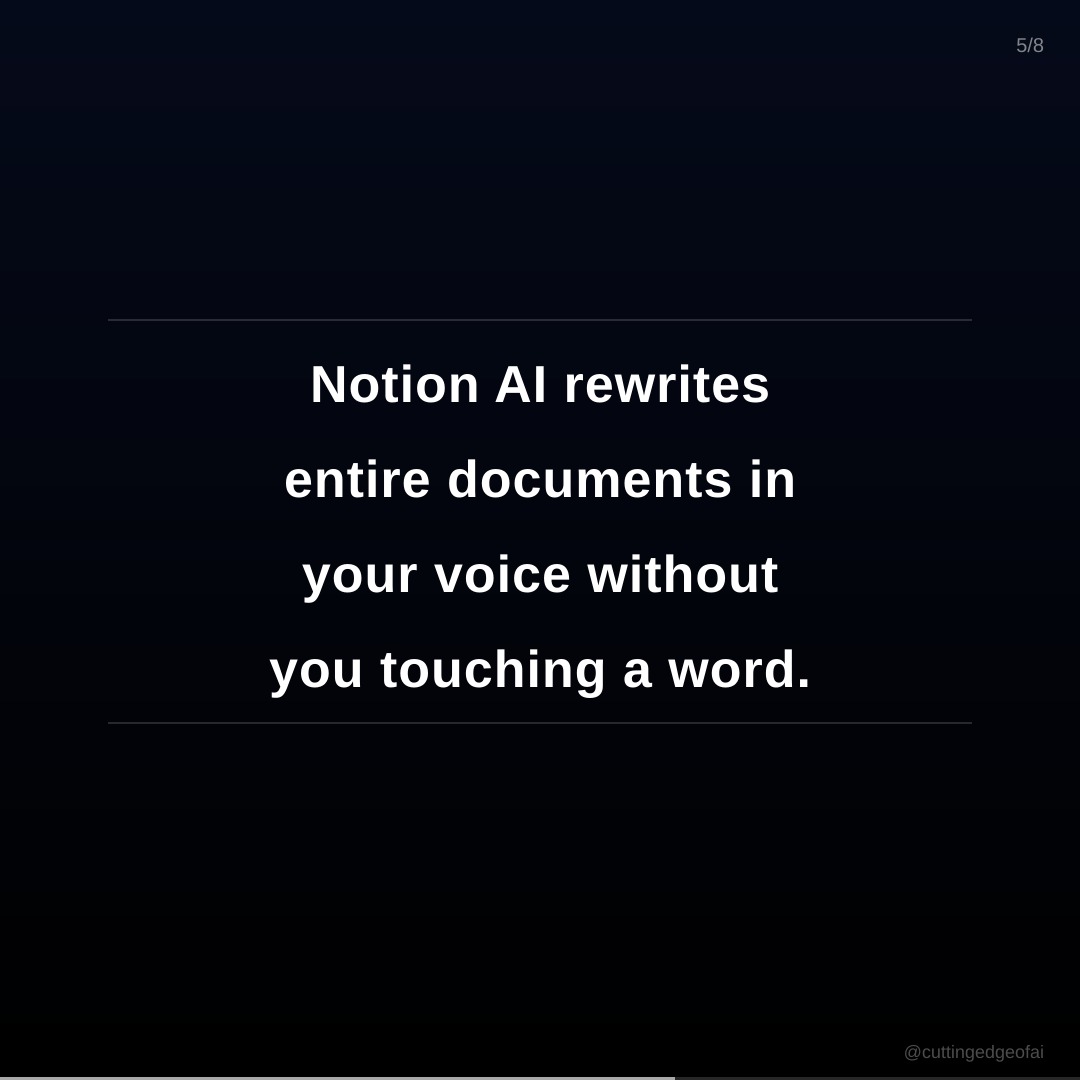 5/8
Notion AI rewrites
entire documents in
your voice without
you touching a word.
@cuttingedgeofai